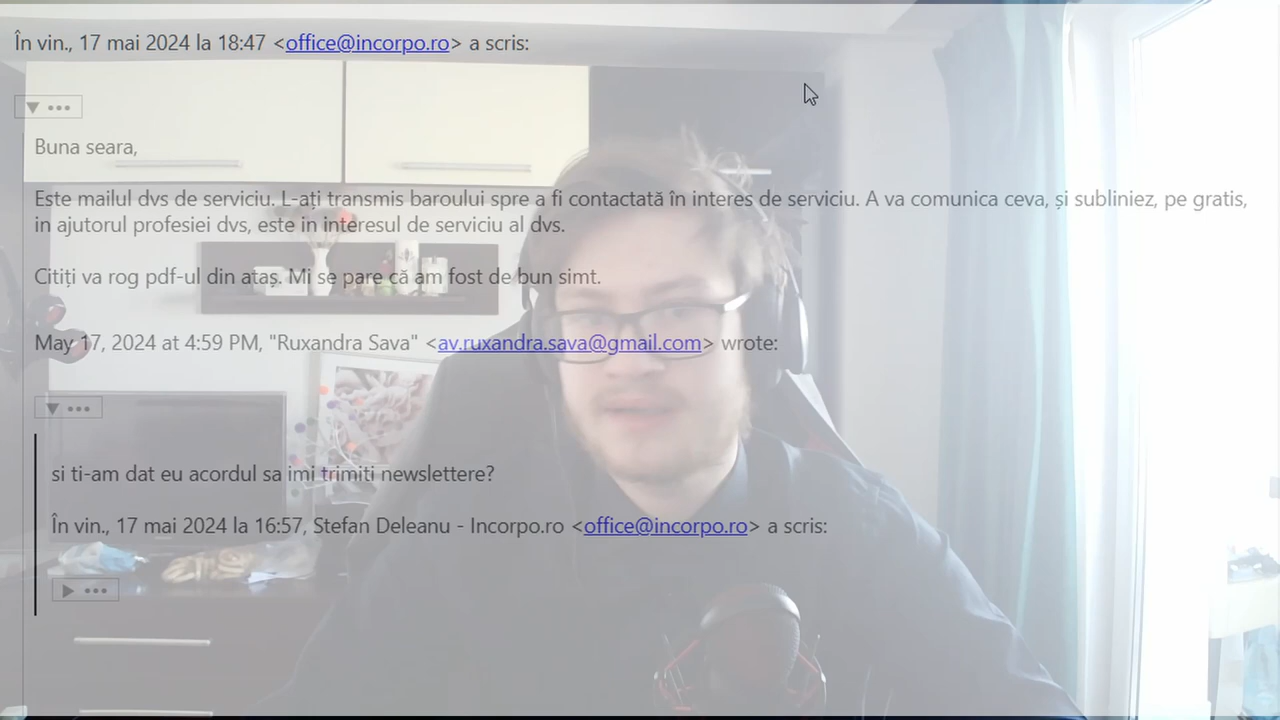 În vin., 17 mai 2024 la 18:47 <office@incorpo.ro> a scris:
Buna seara,
Este mailul dvs de serviciu. L-ați transmis baroului spre a fi contactată în interes de serviciu. A va comunica ceva, și subliniez, pe gratis,
in ajutorul profesiei dvs, este in interesul de serviciu al dvs.
Citiți va rog pdf-ul din ataș. Mi se pare că am fost de bun simt.
May 17, 2024 at 4:59 PM, "Ruxandra Sava" <av.ruxandra.sava@gmail.com> wrote:
si ti-am dat eu acordul sa imi trimiti newslettere?
În vin., 17 mai 2024 la 16:57, Stefan Deleanu - Incorpo.ro <office@incorpo.ro> a scris: